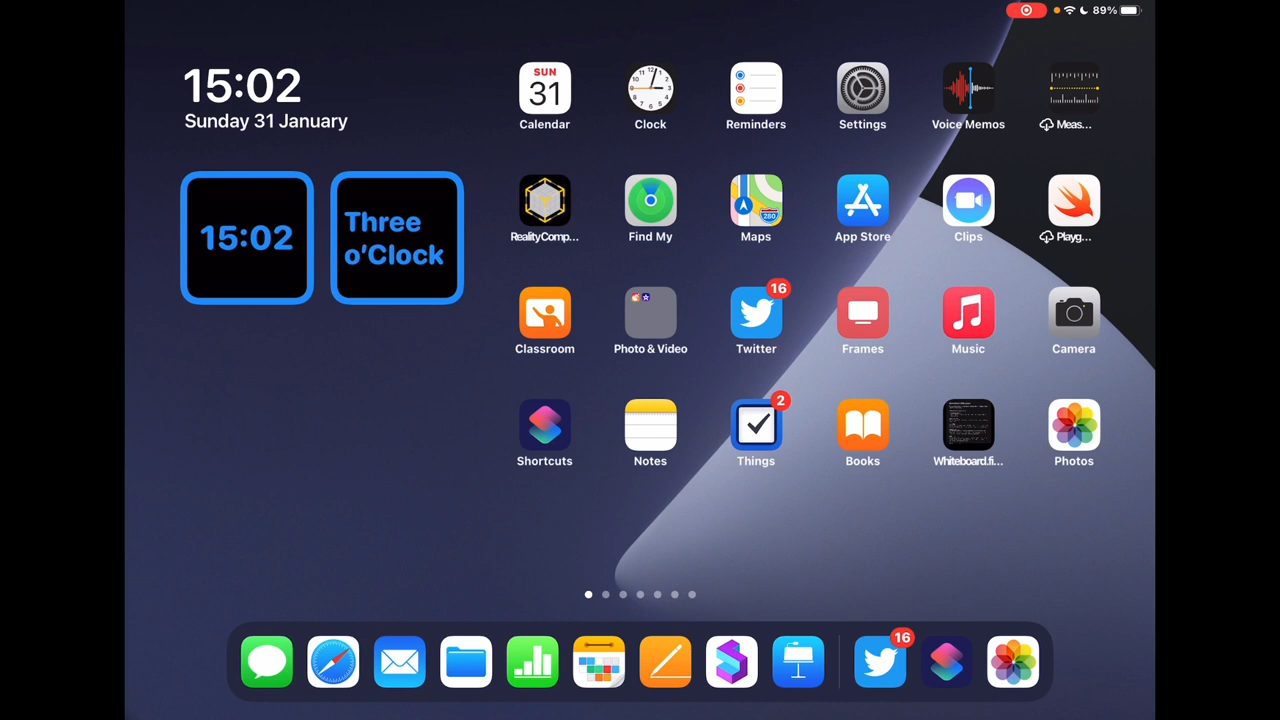 89%
15:02
Sunday 31 January
15:02
Three
o'Clock
SUN
31
Calendar
Clock
Reminders
Settings
Voice Memos
Meas...
RealityComp...
Find My
280
Maps
App Store
Clips
Playg...
Classroom
Photo & Video
16
Twitter
Frames
Music
Camera
Shortcuts
Notes
2
Things
Books
Whiteboard.fi...
Photos
16